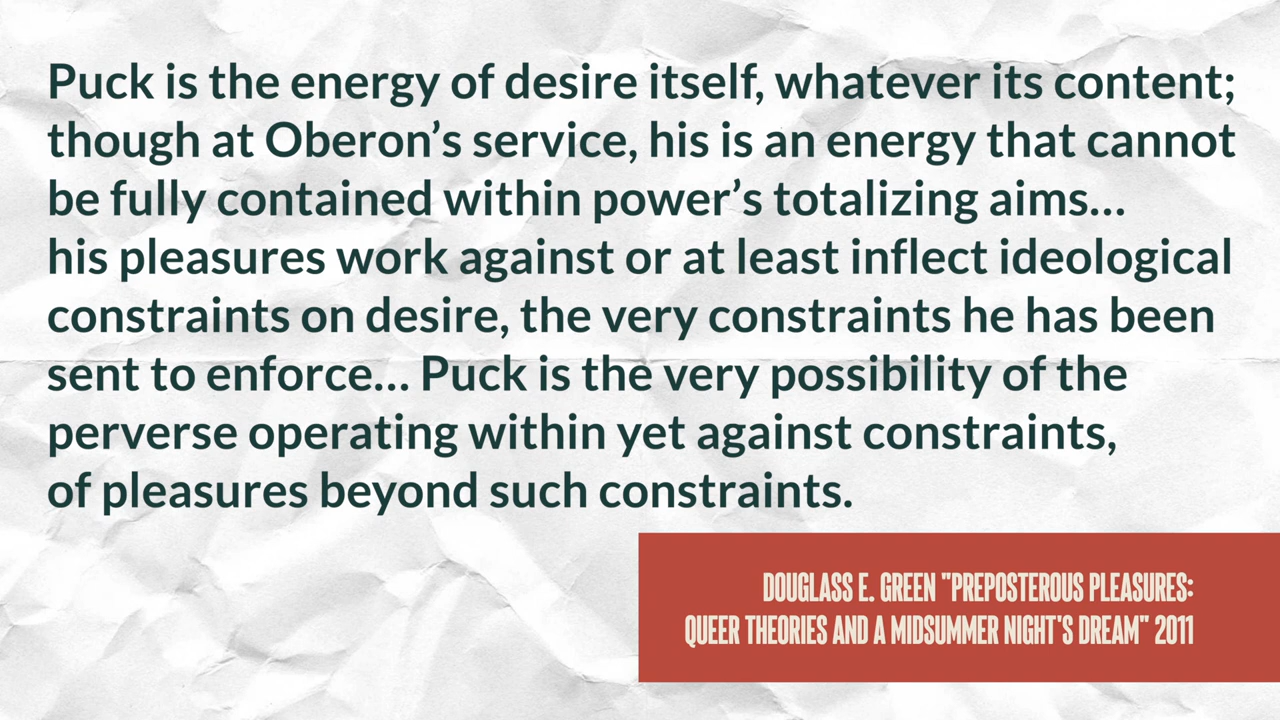 Puck is the energy of desire itself, whatever its content;
though at Oberon’s service, his is an energy that cannot
be fully contained within power’s totalizing aims...
his pleasures work against or at least inflect ideological
constraints on desire, the very constraints he has been
sent to enforce... Puck is the very possibility of the
perverse operating within yet against constraints,
of pleasures beyond such constraints.
DOUGLASS E. GREEN "PREPOSTEROUS PLEASURES:
QUEER THEORIES AND A MIDSUMMER NIGHT'S DREAM" 2011